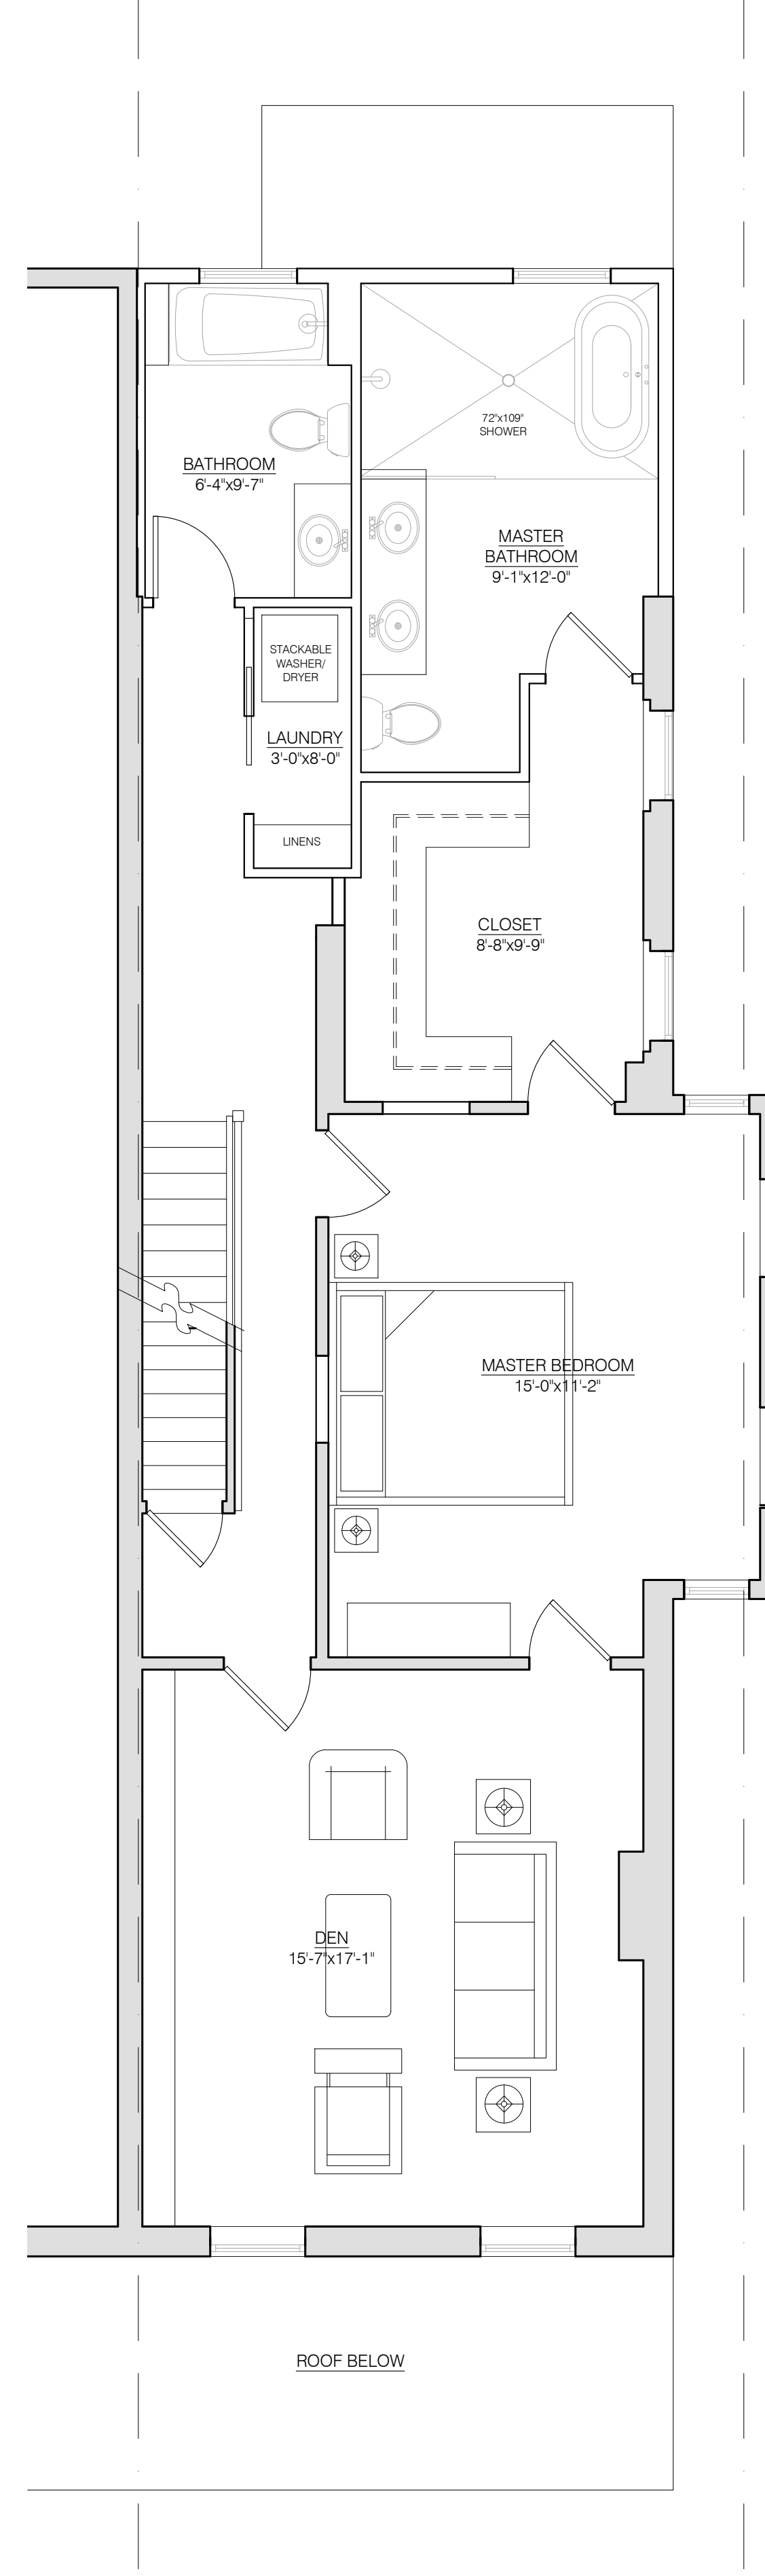 72"x109"
SHOWER
BATHROOM
6'-4"x9'-7"
MASTER
BATHROOM
9'-1"x12'-0"
STACKABLE
WASHER/
DRYER
LAUNDRY
3'-0"x8'-0"
LINENS
CLOSET
8'-8"x9'-9"
MASTER BEDROOM
15'-0"x11'-2"
DEN
15'-7"x17'-1"
ROOF BELOW